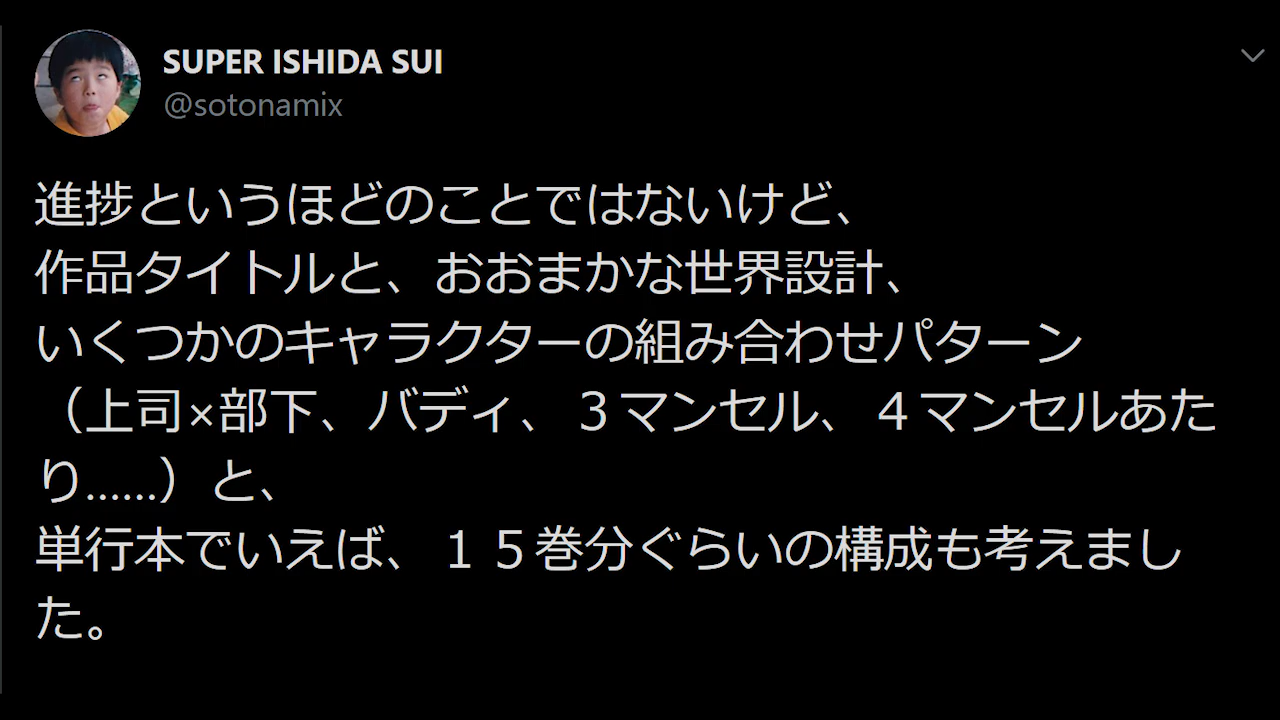 SUPER ISHIDA SUI
@sotonamix
進捗というほどのことではないけど、
作品タイトルと、おおまかな世界設計、
いくつかのキャラクターの組み合わせパターン
（上司×部下、バディ、３マンセル、４マンセルあた
り……）と、
単行本でいえば、１５巻分ぐらいの構成も考えまし
た。